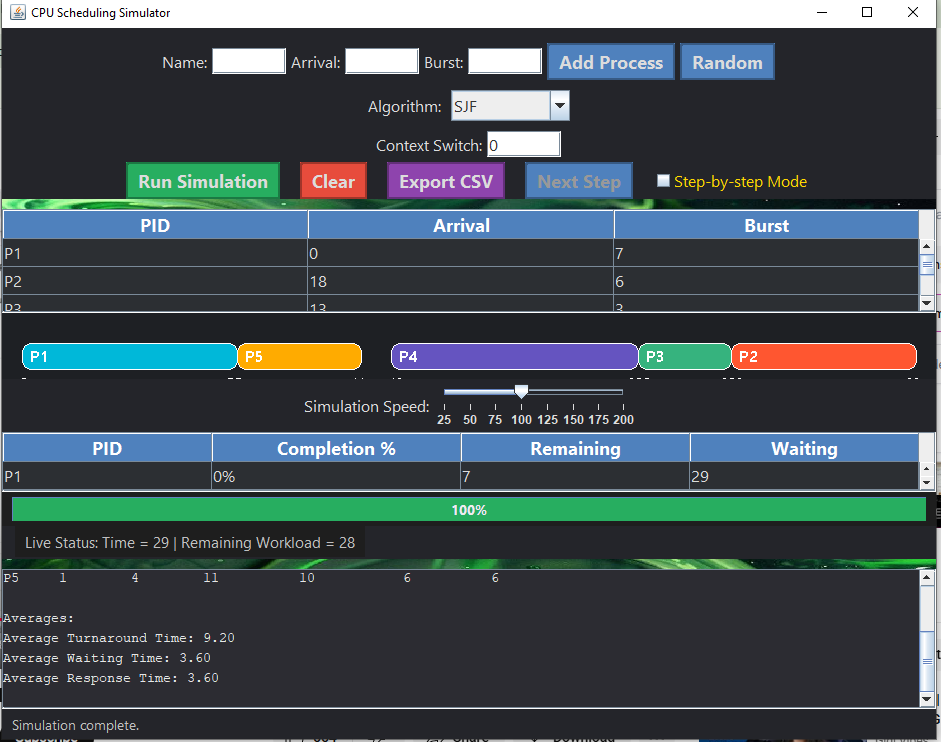 CPU Scheduling Simulator
Name: Arrival: Burst: Add Process Random
Algorithm: SJF
Context Switch: 0
Run Simulation Clear Export CSV Next Step Step-by-step Mode
PID Arrival Burst
P1 0 7
P2 18 6
P3 13 3
P1 P5 P4 P3 P2
Simulation Speed:
25 50 75 100 125 150 175 200
PID Completion % Remaining Waiting
P1 0% 7 29
100%
Live Status: Time = 29 | Remaining Workload = 28
P5 1 4 11 10 6 6
Averages:
Average Turnaround Time: 9.20
Average Waiting Time: 3.60
Average Response Time: 3.60
Simulation complete.